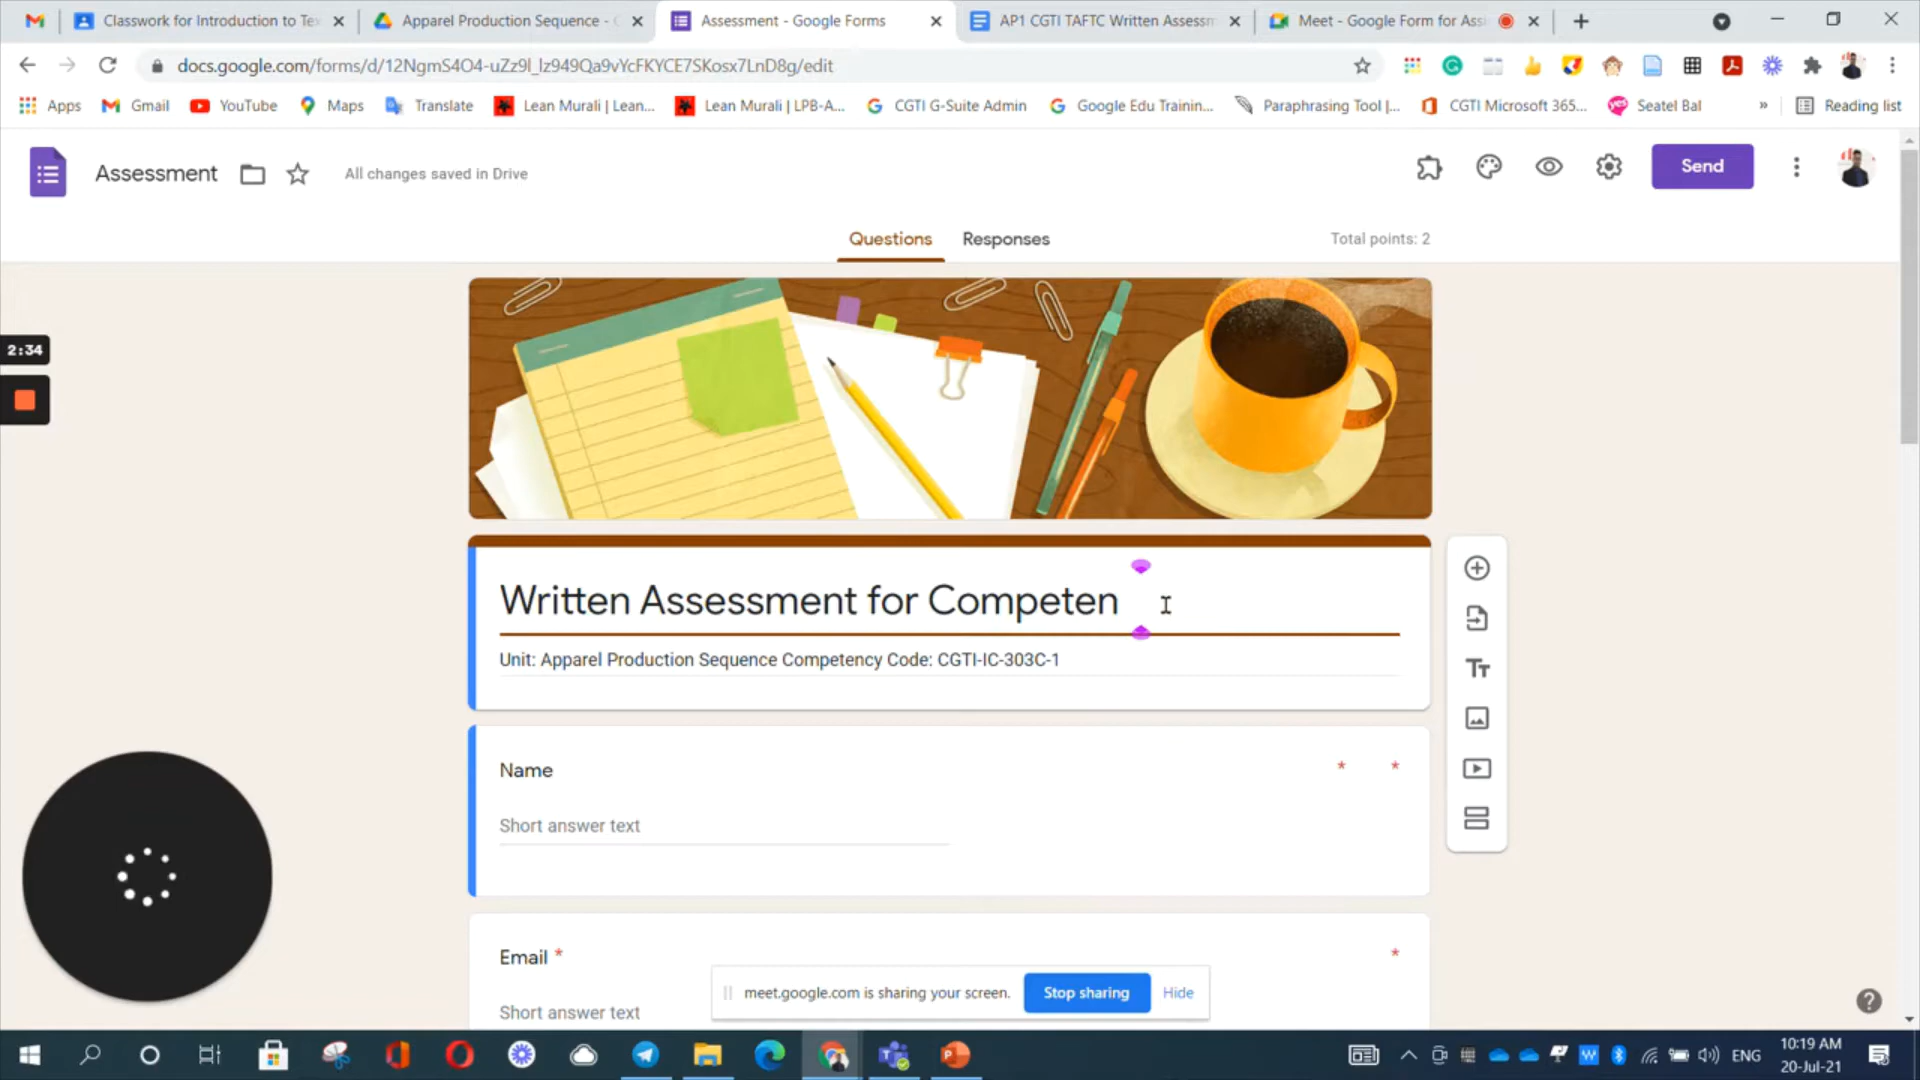 Classwork for Introduction to Te
Apparel Production Sequence -
Assessment - Google Forms
AP1 CGTI TAFTC Written Assessm
Meet - Google Form for Ass
docs.google.com/forms/d/12NgmS4O4-uZz9l_lz949Qa9vYcFKYCE7SKosx7LnD8g/edit
Apps
Gmail
YouTube
Maps
Translate
Lean Murali | Lean...
Lean Murali | LPB-A...
CGTI G-Suite Admin
Google Edu Trainin...
Paraphrasing Tool |...
CGTI Microsoft 365...
Seatel Bal
»
Reading list
Assessment
All changes saved in Drive
Send
Questions
Responses
Total points: 2
2:34
Written Assessment for Competen
Unit: Apparel Production Sequence Competency Code: CGTI-IC-303C-1
Name
* *
Short answer text
Email *
*
Short answer text
meet.google.com is sharing your screen.
Stop sharing
Hide
ENG
10:19 AM
20-Jul-21